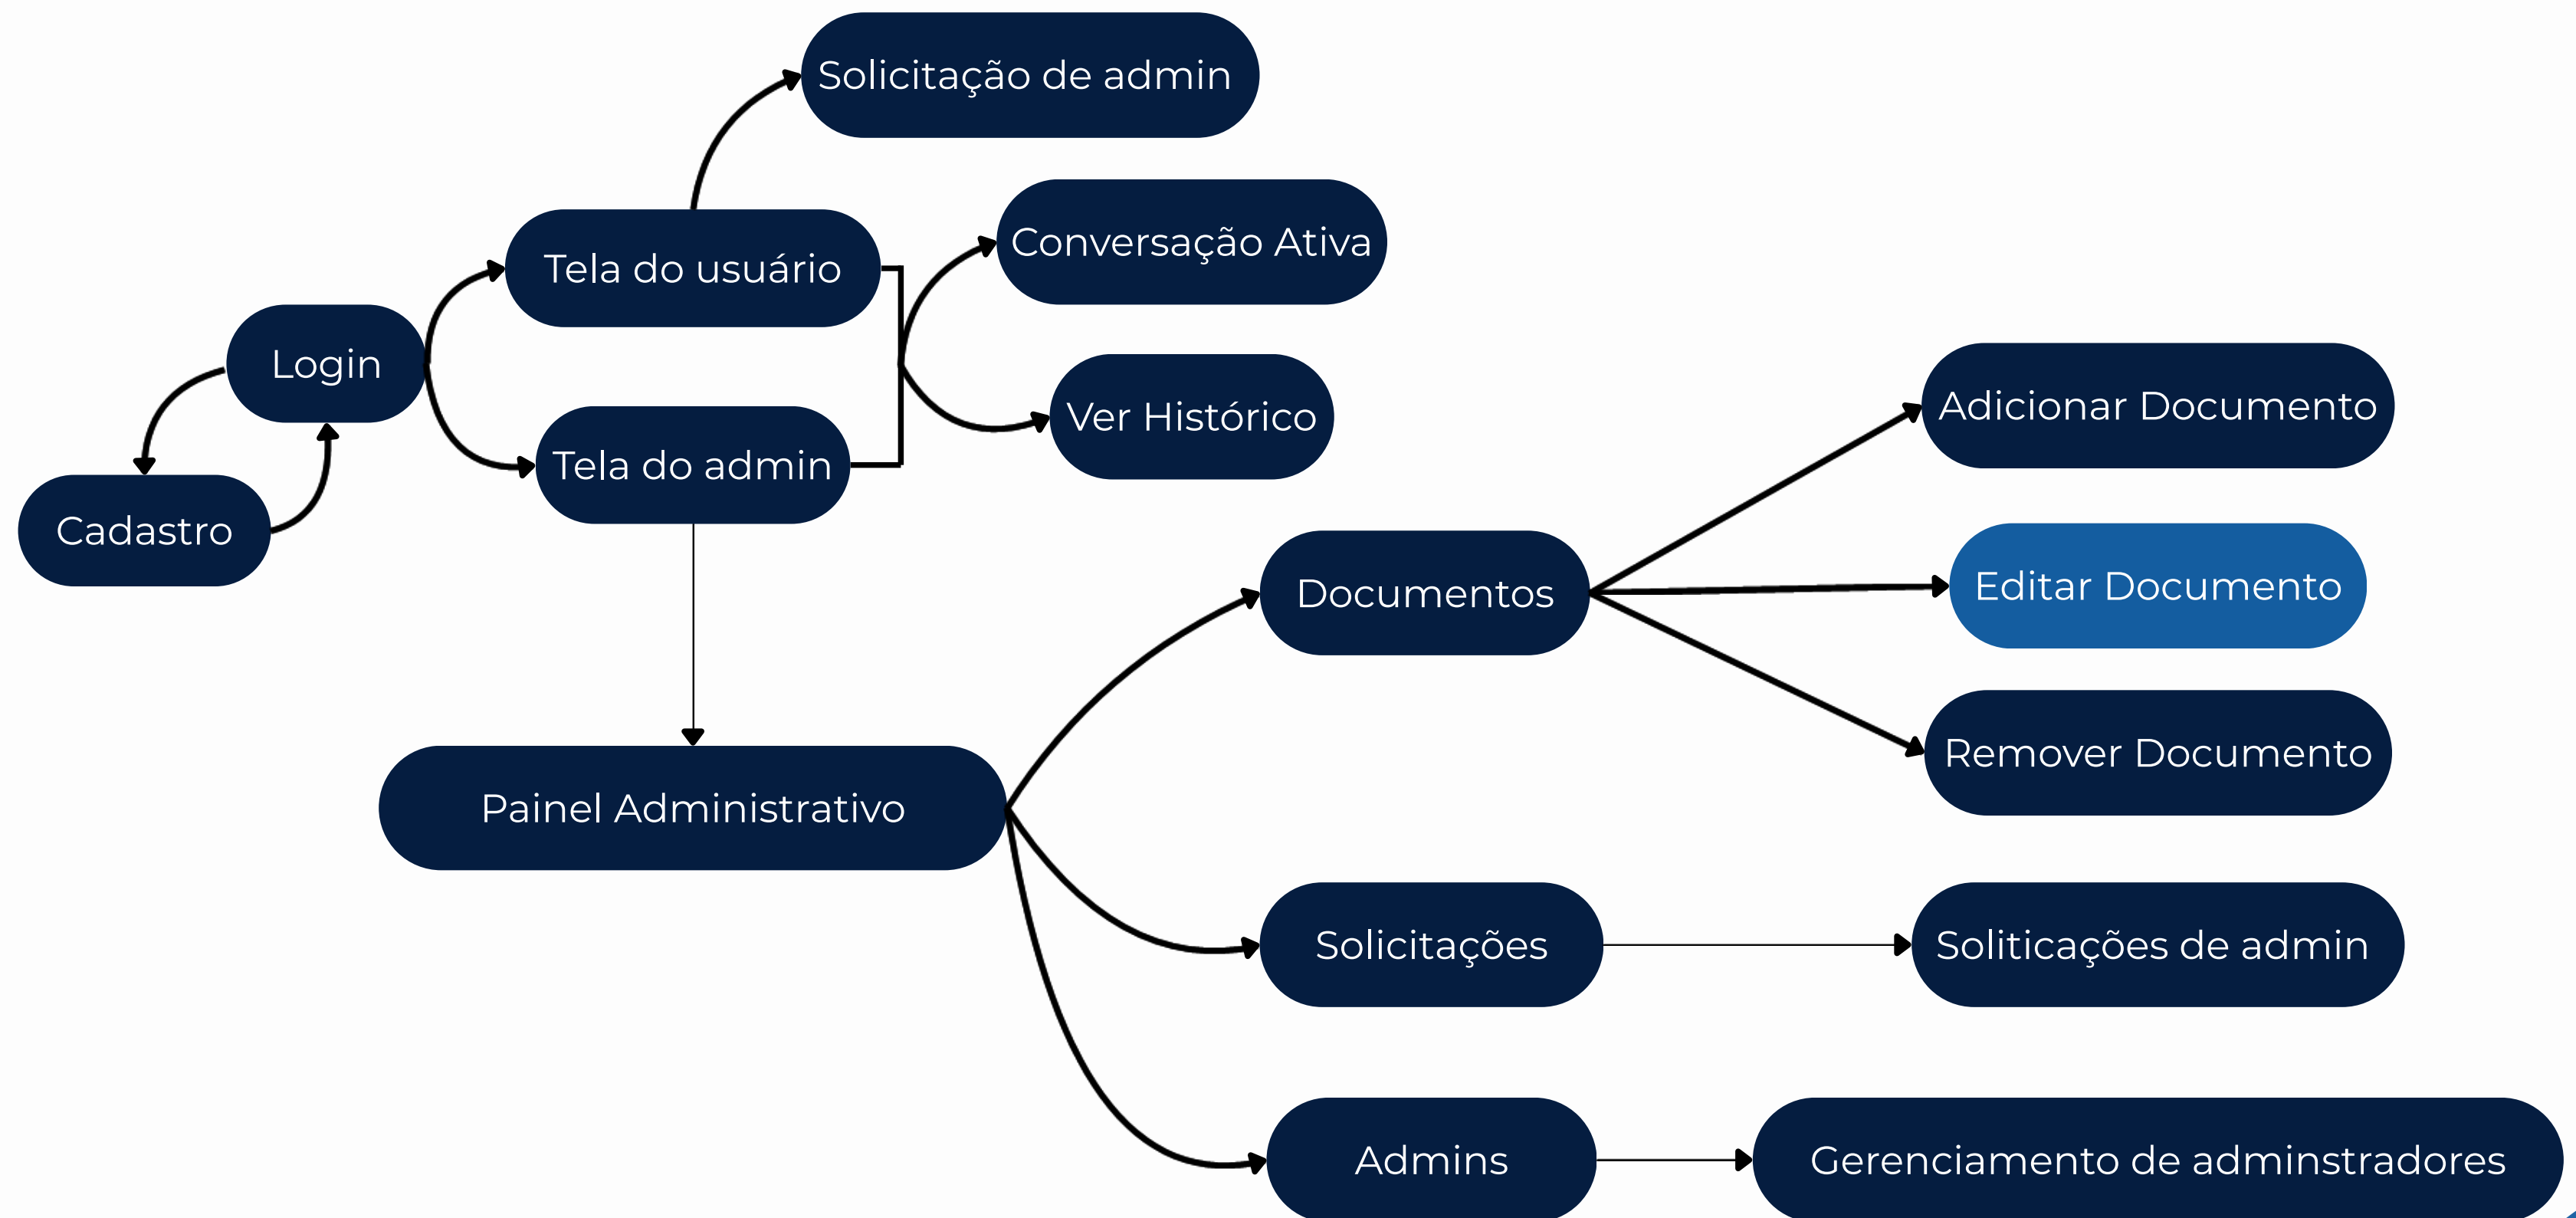 Solicitação de admin
Conversação Ativa
Tela do usuário
Login
Ver Histórico
Tela do admin
Cadastro
Adicionar Documento
Documentos
Editar Documento
Remover Documento
Painel Administrativo
Solicitações
Soliticações de admin
Admins
Gerenciamento de adminstradores